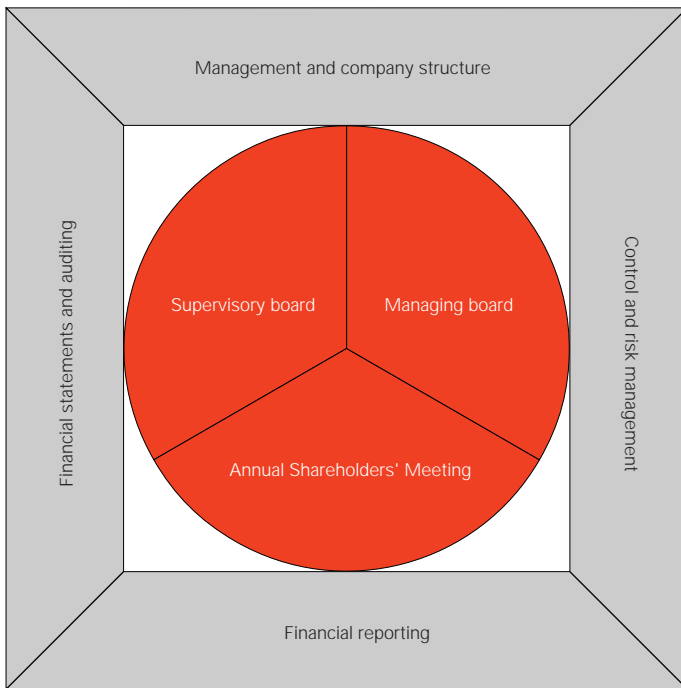 Management and company structure
Financial statements and auditing
Supervisory board
Managing board
Control and risk management
Annual Shareholders' Meeting
Financial reporting